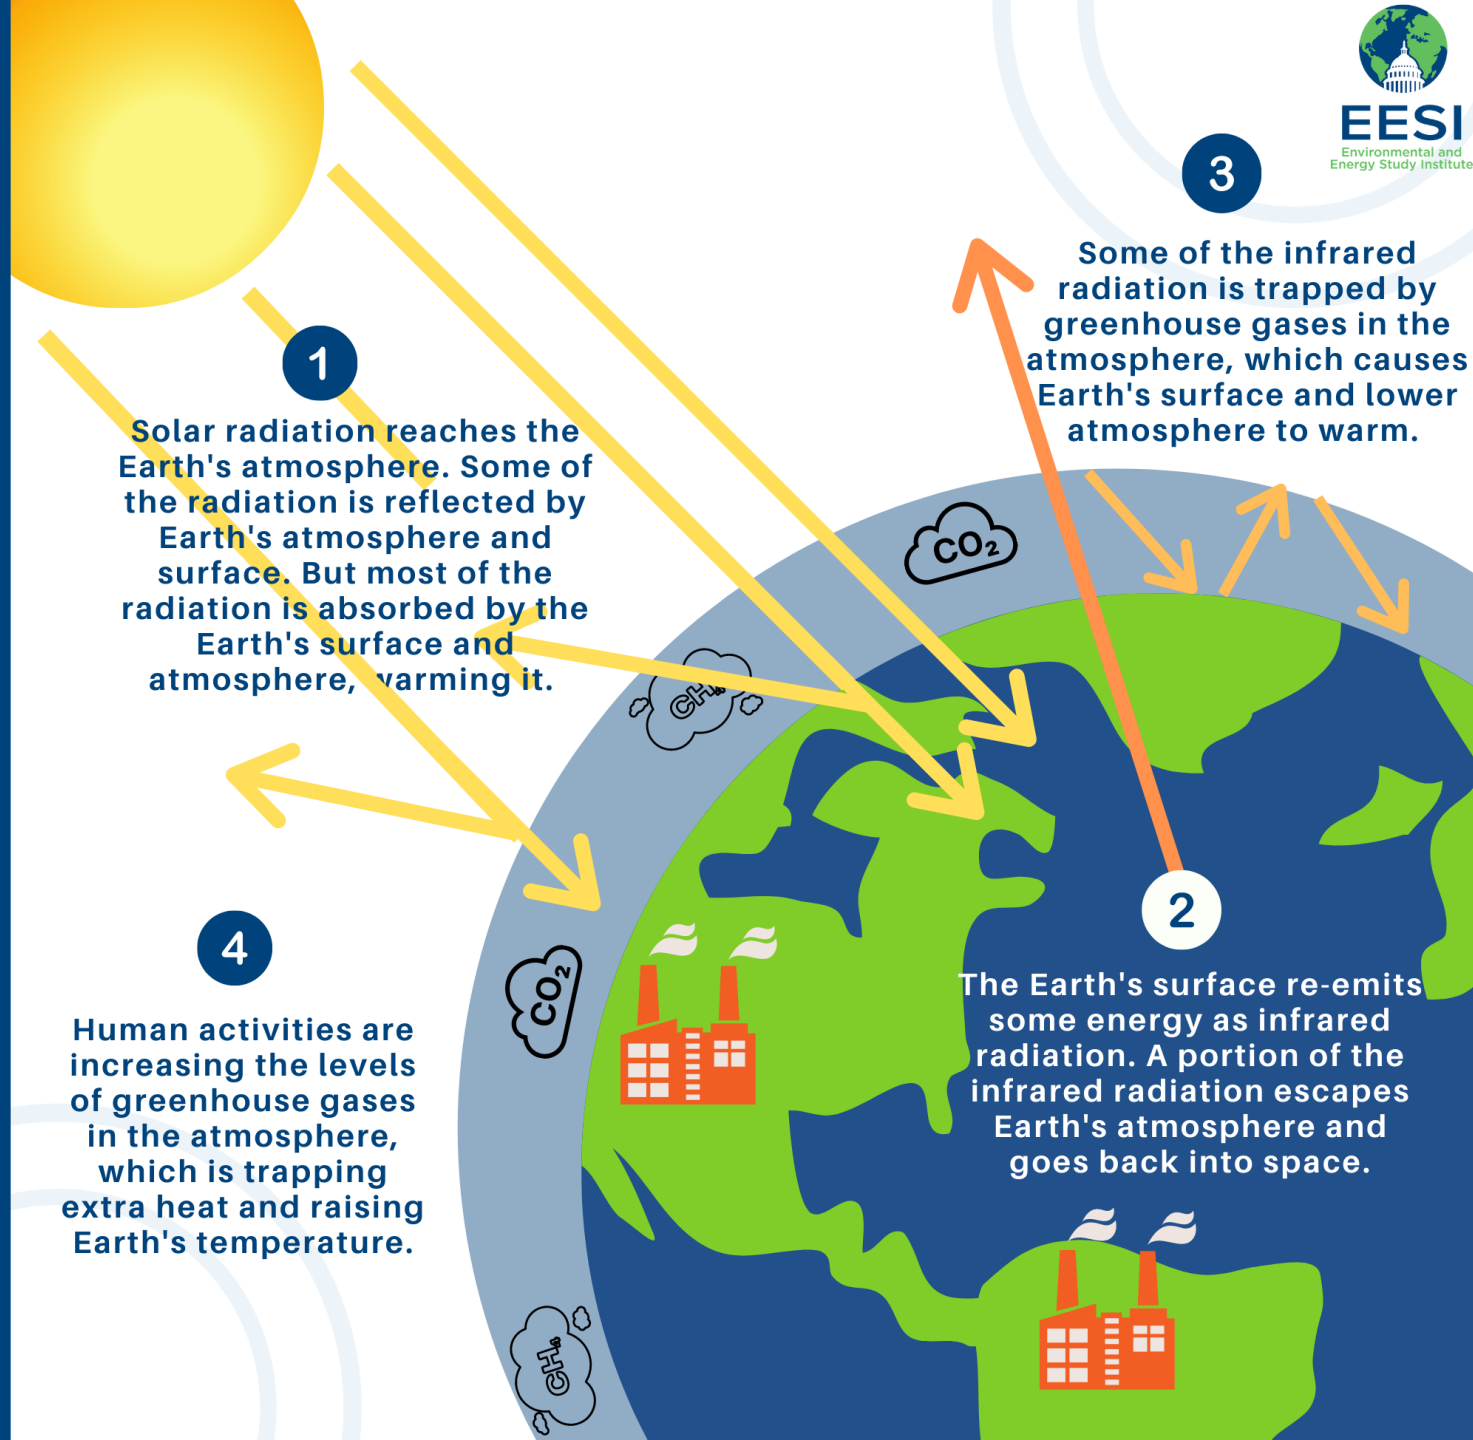 EESI
Environmental and
Energy Study Institute
1
Solar radiation reaches the
Earth's atmosphere. Some of
the radiation is reflected by
Earth's atmosphere and
surface. But most of the
radiation is absorbed by the
Earth's surface and
atmosphere, warming it.
2
The Earth's surface re-emits
some energy as infrared
radiation. A portion of the
infrared radiation escapes
Earth's atmosphere and
goes back into space.
3
Some of the infrared
radiation is trapped by
greenhouse gases in the
atmosphere, which causes
Earth's surface and lower
atmosphere to warm.
4
Human activities are
increasing the levels
of greenhouse gases
in the atmosphere,
which is trapping
extra heat and raising
Earth's temperature.
CO₂
CH₄
CO₂
CH₄